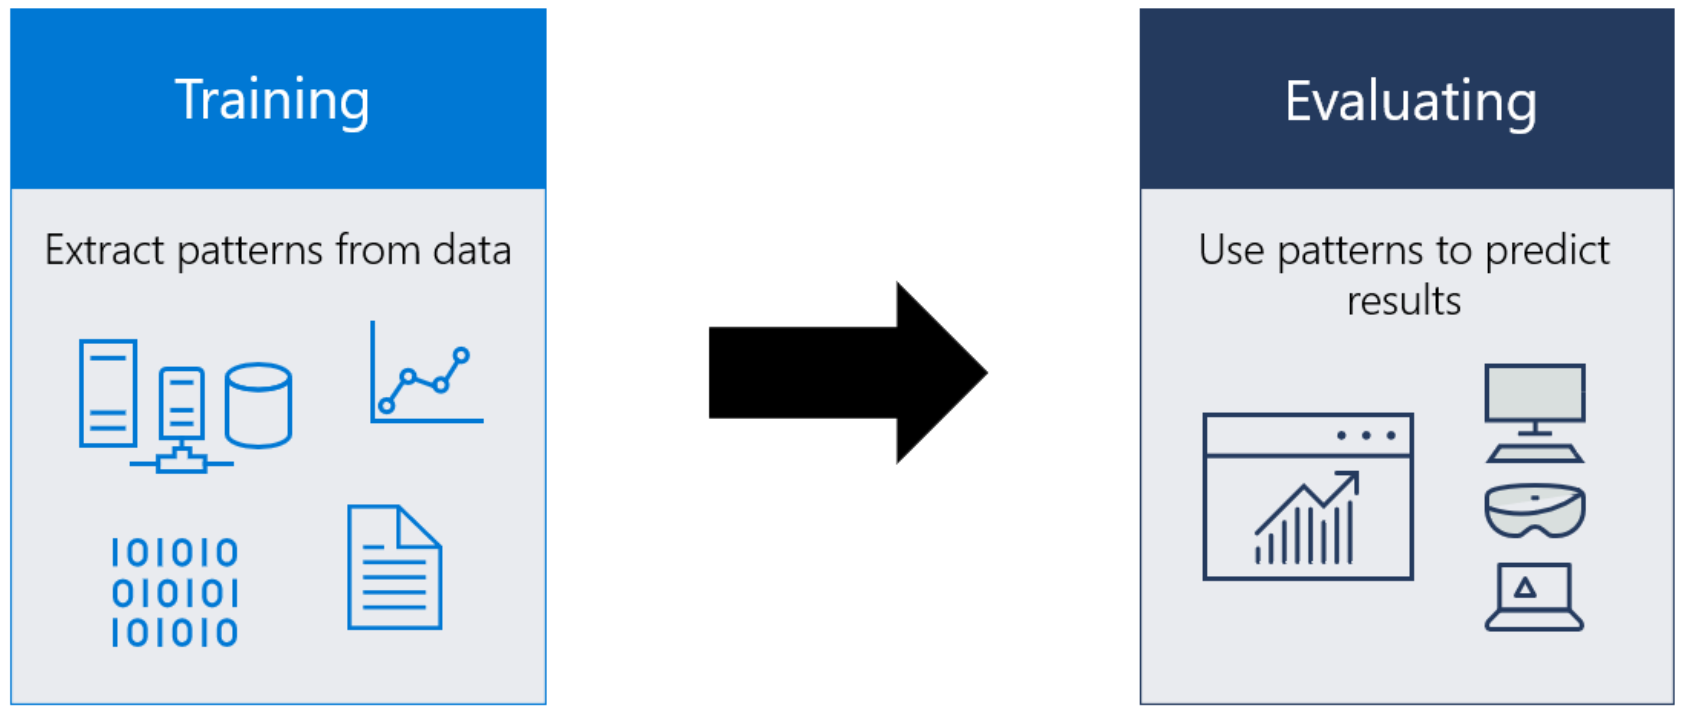 Training
Extract patterns from data
101010
010101
101010
Evaluating
Use patterns to predict
results